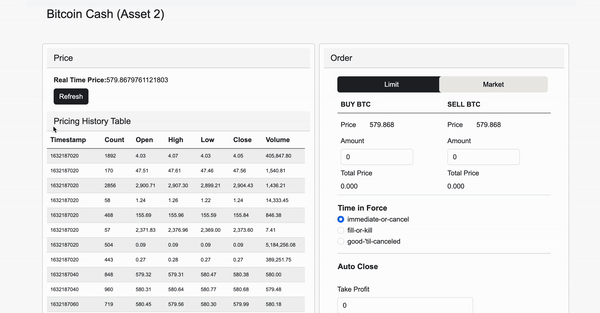 Bitcoin Cash (Asset 2)
Price
Real Time Price:579.8679761121803
Refresh
Pricing History Table
Timestamp Count Open High Low Close Volume
1632187020 1892 4.03 4.07 4.03 4.05 405,847.80
1632187020 170 47.51 47.61 47.46 47.56 1,540.81
1632187020 2856 2,900.71 2,907.30 2,899.21 2,904.43 1,436.21
1632187020 58 1.24 1.26 1.22 1.24 14,333.45
1632187020 468 155.69 155.96 155.59 155.84 846.38
1632187020 57 2,371.83 2,376.96 2,369.00 2,373.60 7.41
1632187020 504 0.09 0.09 0.09 0.09 5,184,256.08
1632187020 443 0.27 0.28 0.27 0.27 389,251.75
1632187040 848 579.32 579.31 580.47 580.38 580.00
1632187040 960 580.31 580.64 580.77 580.68 579.48
1632187060 719 580.45 579.56 580.30 579.99 580.18
Order
Limit Market
BUY BTC SELL BTC
Price 579.868 Price 579.868
Amount Amount
0 0
Total Price Total Price
0.000 0.000
Time in Force
immediate-or-cancel
fill-or-kill
good-'til-canceled
Auto Close
Take Profit
0